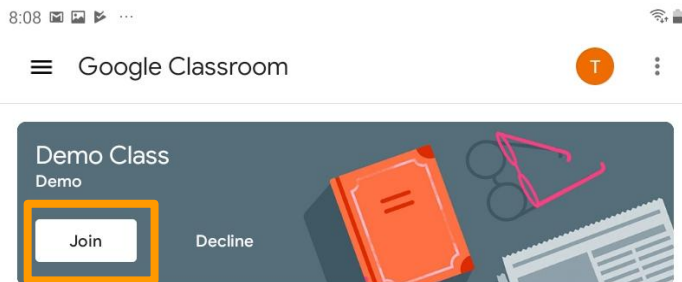 8:08
Google Classroom
T
Demo Class
Demo
Join
Decline